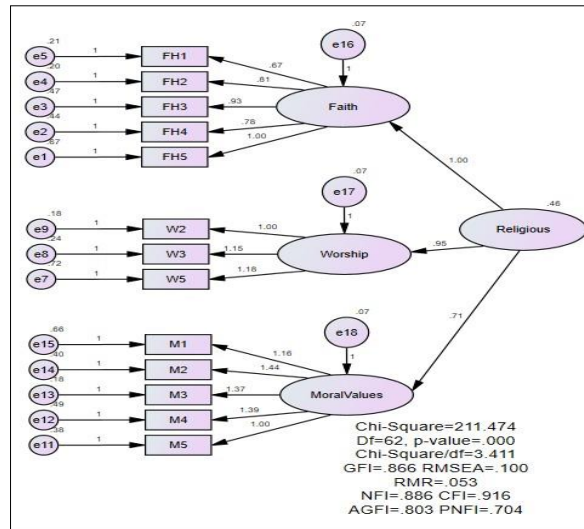 .21
e5 1 FH1
.20
e4 1 FH2
.47
e3 1 FH3
.44
e2 1 FH4
.67
e1 1 FH5
.67
.81
.93
.78
1.00
.07
e16
1
Faith
1.00
.18
e9 1 W2
.24
e8 1 W3
.72
e7 1 W5
1.00
1.15
1.18
.07
e17
1
Worship
.95
.46
Religious
.71
.66
e15 1 M1
.40
e14 1 M2
.18
e13 1 M3
.49
e12 1 M4
.38
e11 1 M5
1.16
1.44
1.37
1.39
1.00
.07
e18
1
MoralValues
Chi-Square=211.474
Df=62, p-value=.000
Chi-Square/df=3.411
GFI=.866 RMSEA=.100
RMR=.053
NFI=.886 CFI=.916
AGFI=.803 PNFI=.704